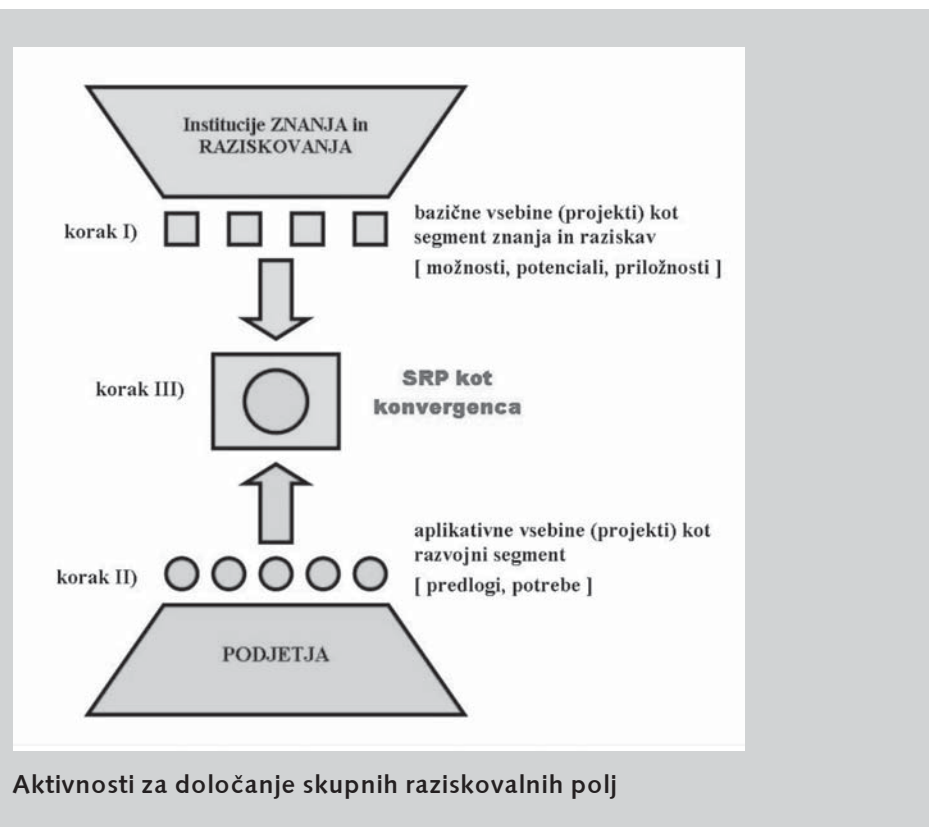 Institucije ZNANJA in
RAZISKOVANJA
korak I)
bazične vsebine (projekti) kot
segment znanja in raziskav
[ možnosti, potenciali, priložnosti ]
korak III)
SRP kot
konvergenca
aplikativne vsebine (projekti) kot
razvojni segment
[ predlogi, potrebe ]
korak II)
PODJETJA
Aktivnosti za določanje skupnih raziskovalnih polj